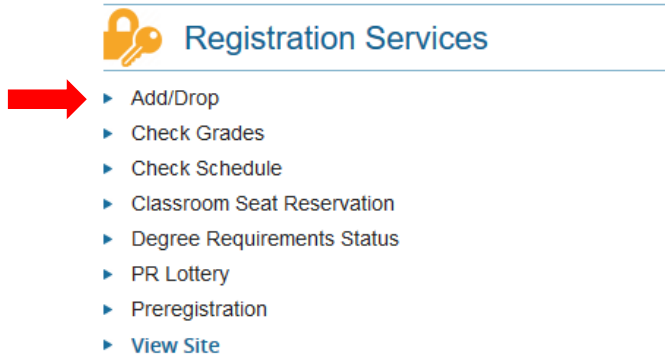 Registration Services
Add/Drop
Check Grades
Check Schedule
Classroom Seat Reservation
Degree Requirements Status
PR Lottery
Preregistration
View Site